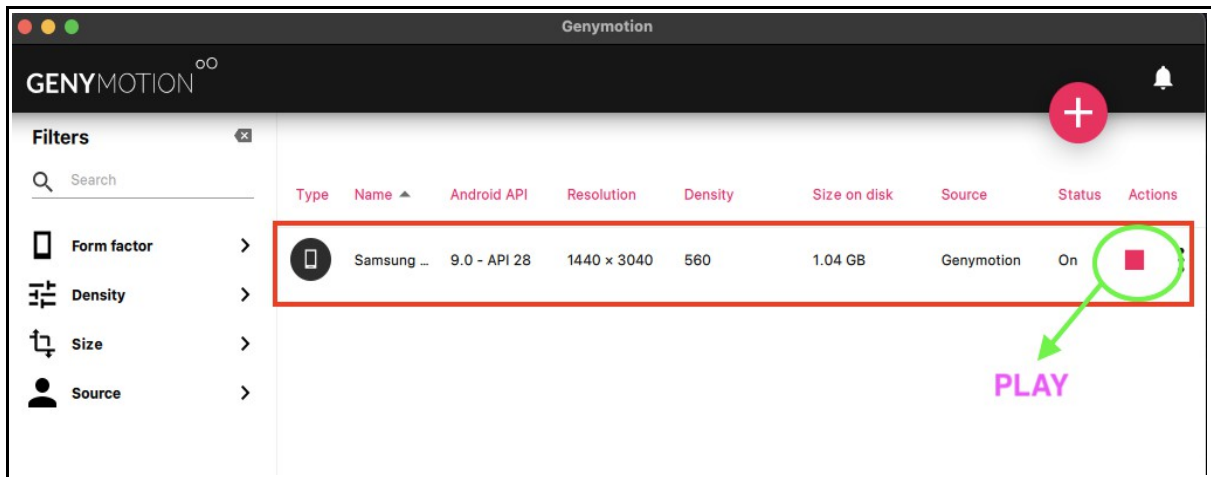 Genymotion
GENYMOTION
Filters
Search
Type Name Android API Resolution Density Size on disk Source Status Actions
Form factor
Samsung ... 9.0 - API 28 1440 × 3040 560 1.04 GB Genymotion On
Density
Size
Source
PLAY